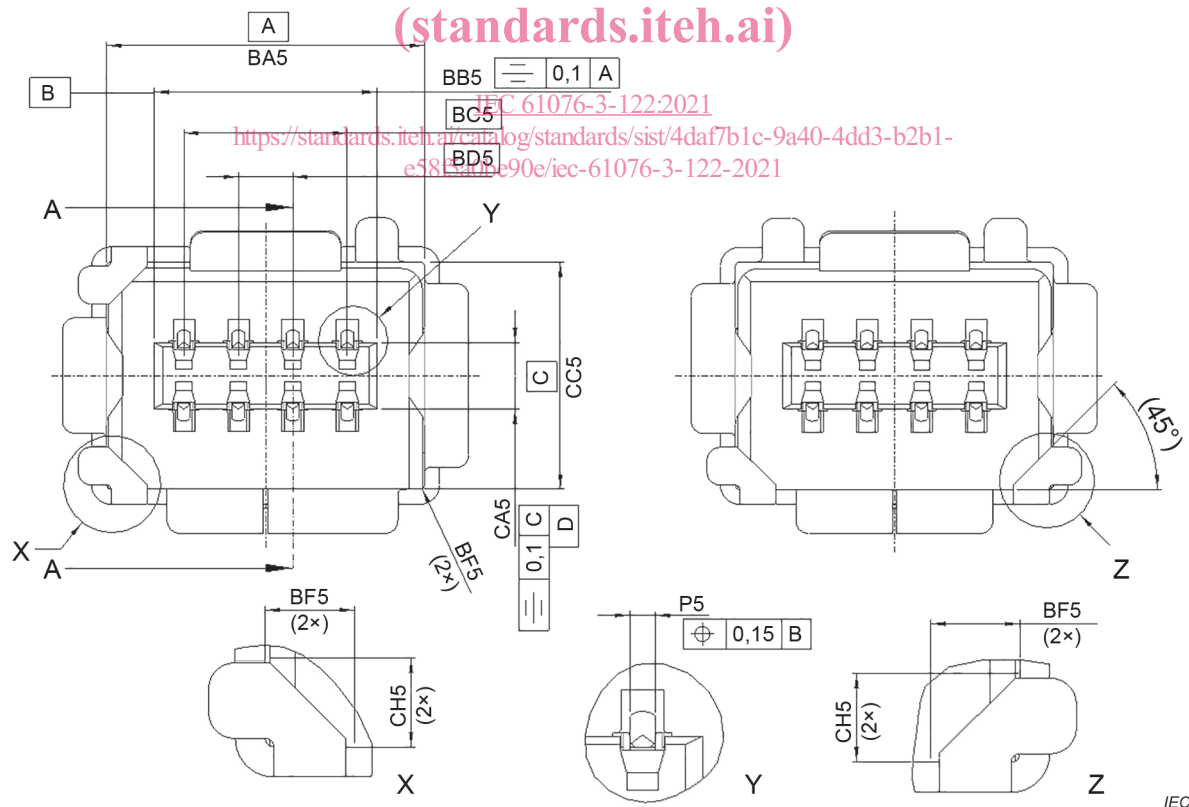 (standards.iteh.ai)
A
BA5
BB5 0,1 A
B
IEC 61076-3-122:2021
BC5
https://standards.iteh.ai/catalog/standards/sist/4daf7b1c-9a40-4dd3-b2b1-
BD5
e58f5a0be90e/iec-61076-3-122-2021
A
Y
C
CC5
(45°)
CA5
0,1 C
D
BF5
(2×)
X
A
Z
BF5
(2×)
CH5
(2×)
X
P5
0,15 B
Y
BF5
(2×)
CH5
(2×)
Z
IEC